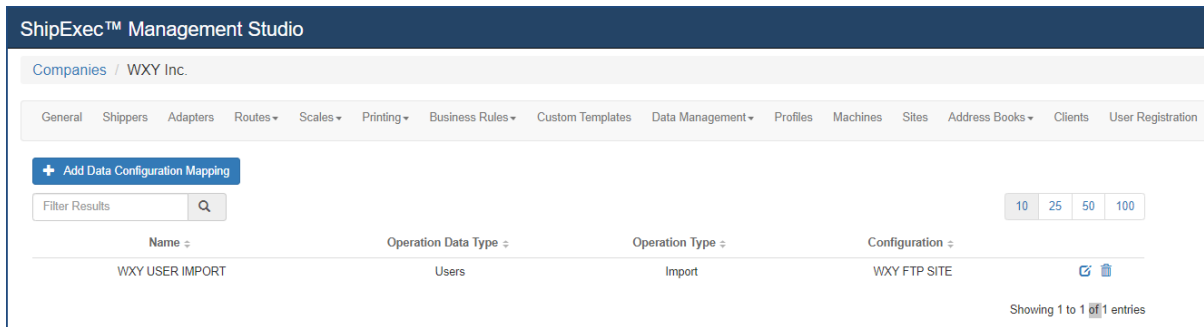 ShipExec™ Management Studio
Companies / WXY Inc.
General Shippers Adapters Routes Scales Printing Business Rules Custom Templates Data Management Profiles Machines Sites Address Books Clients User Registration
Add Data Configuration Mapping
Filter Results 10 25 50 100
Name Operation Data Type Operation Type Configuration
WXY USER IMPORT Users Import WXY FTP SITE
Showing 1 to 1 of 1 entries